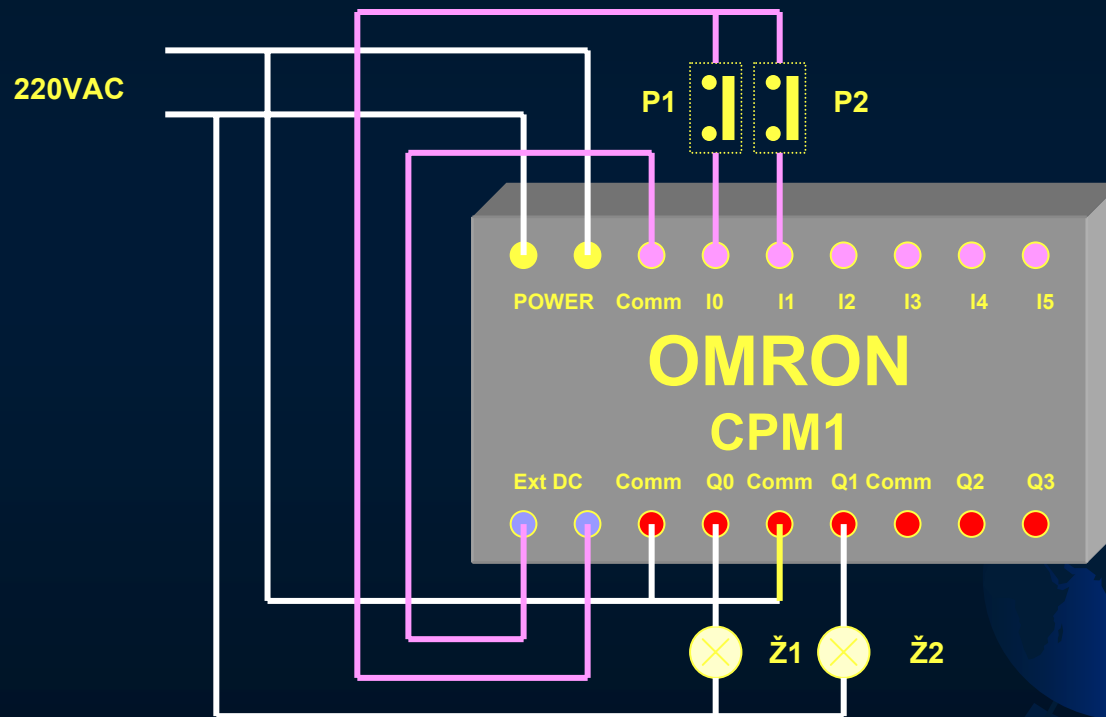 220VAC
P1 P2
POWER Comm I0 I1 I2 I3 I4 I5
OMRON
CPM1
Ext DC Comm Q0 Comm Q1 Comm Q2 Q3
Ž1 Ž2